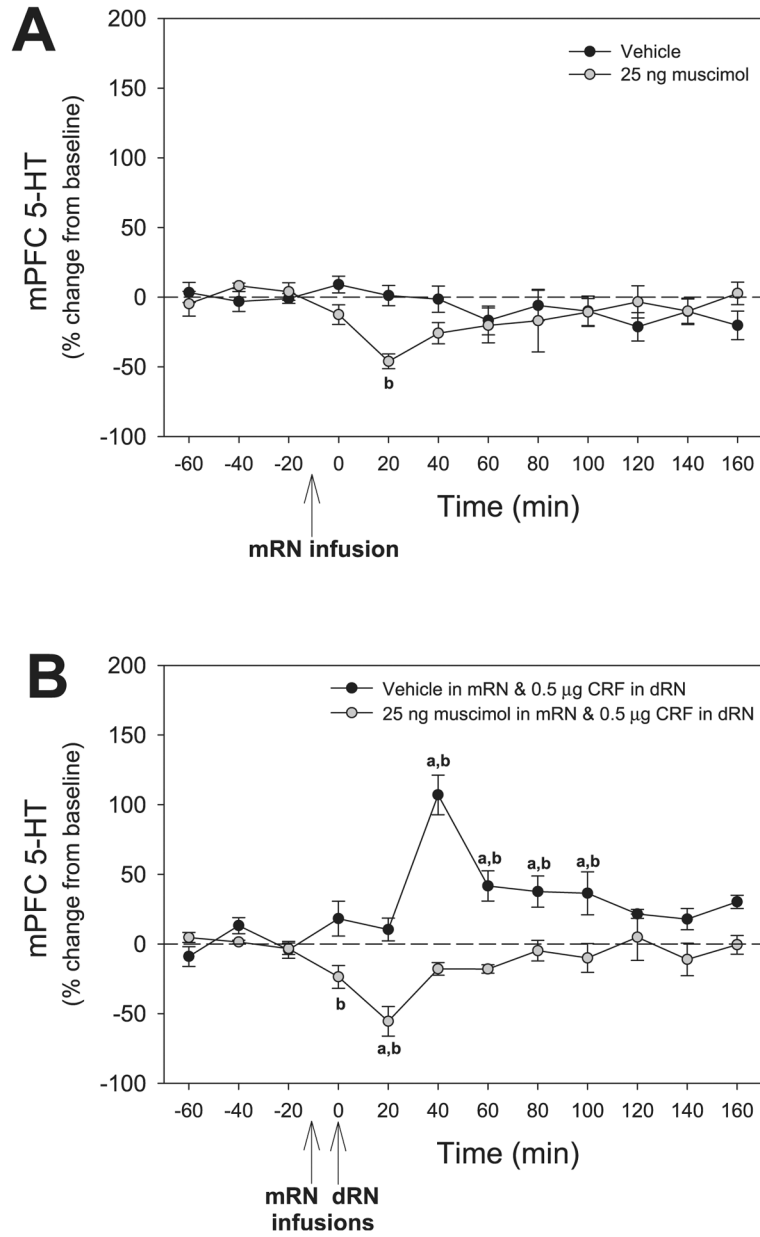 A
mPFC 5-HT
(% change from baseline)
200
150
100
50
0
-50
-100
Vehicle
25 ng muscimol
b
-60 -40 -20 0 20 40 60 80 100 120 140 160
Time (min)
mRN infusion
B
mPFC 5-HT
(% change from baseline)
200
150
100
50
0
-50
-100
Vehicle in mRN & 0.5 μg CRF in dRN
25 ng muscimol in mRN & 0.5 μg CRF in dRN
a,b
a,b
a,b
a,b
b
a,b
-60 -40 -20 0 20 40 60 80 100 120 140 160
Time (min)
mRN dRN
infusions